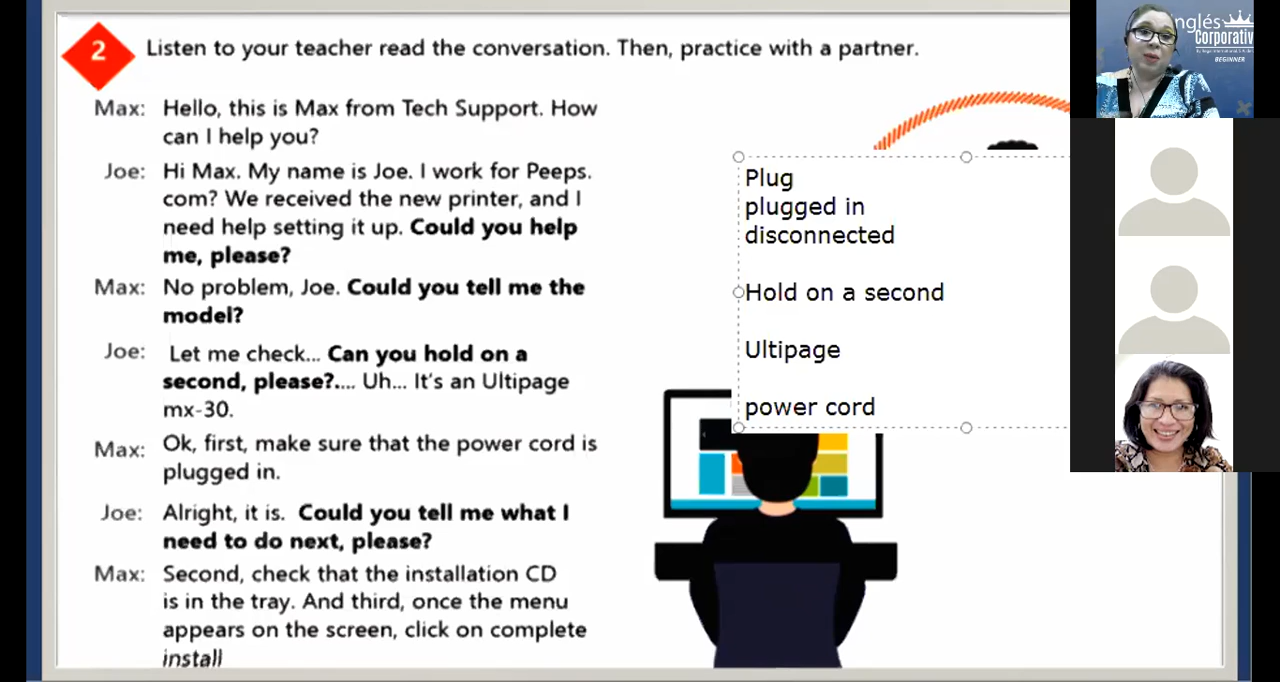 2 Listen to your teacher read the conversation. Then, practice with a partner.
Max: Hello, this is Max from Tech Support. How
can I help you?
Joe: Hi Max. My name is Joe. I work for Peeps.
com? We received the new printer, and I
need help setting it up. Could you help
me, please?
Max: No problem, Joe. Could you tell me the
model?
Joe: Let me check... Can you hold on a
second, please?.... Uh... It's an Ultipage
mx-30.
Max: Ok, first, make sure that the power cord is
plugged in.
Joe: Alright, it is. Could you tell me what I
need to do next, please?
Max: Second, check that the installation CD
is in the tray. And third, once the menu
appears on the screen, click on complete
install
Plug
plugged in
disconnected
Hold on a second
Ultipage
power cord
Inglés
Corporativ
BEGINNER